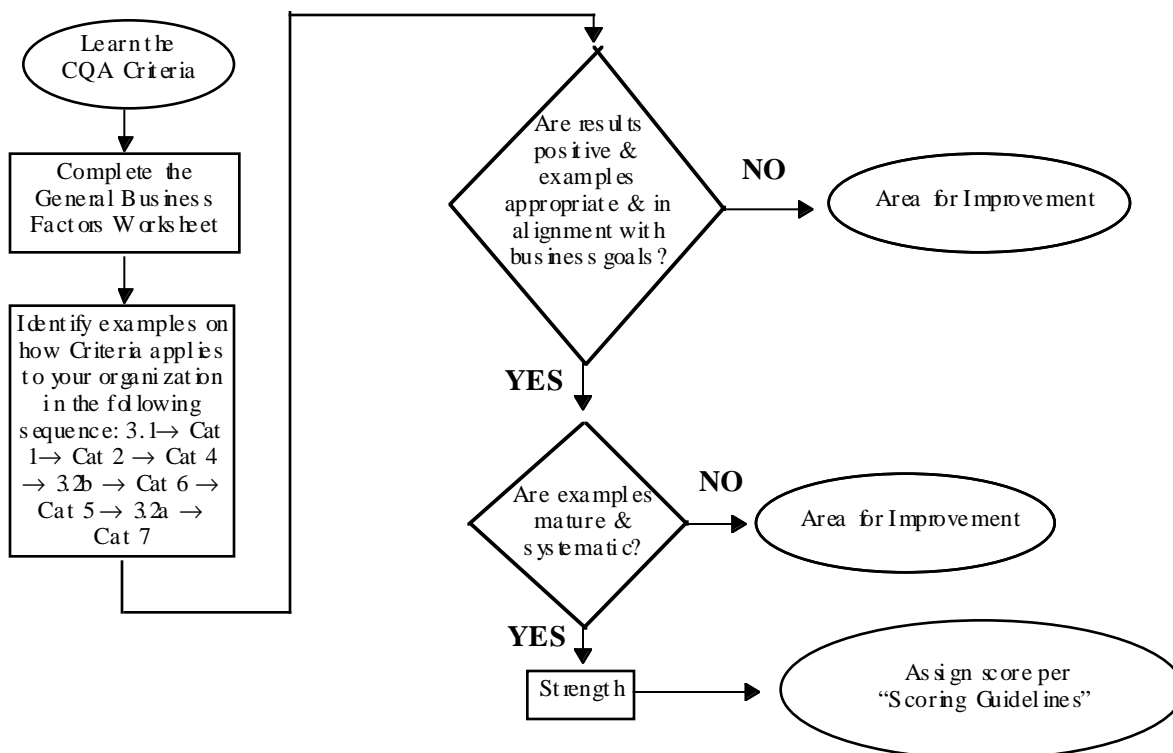 Learn the
CQA Criteria
Complete the
General Business
Factors Worksheet
Identify examples on
how Criteria applies
to your organization
in the following
sequence: 3.1→ Cat
1→ Cat 2 → Cat 4
→ 3.2b → Cat 6 →
Cat 5 → 3.2a →
Cat 7
Are results
positive &
examples
appropriate & in
alignment with
business goals?
NO
Area for Improvement
YES
Are examples
mature &
systematic?
NO
Area for Improvement
YES
Strength
Assign score per
“Scoring Guidelines”